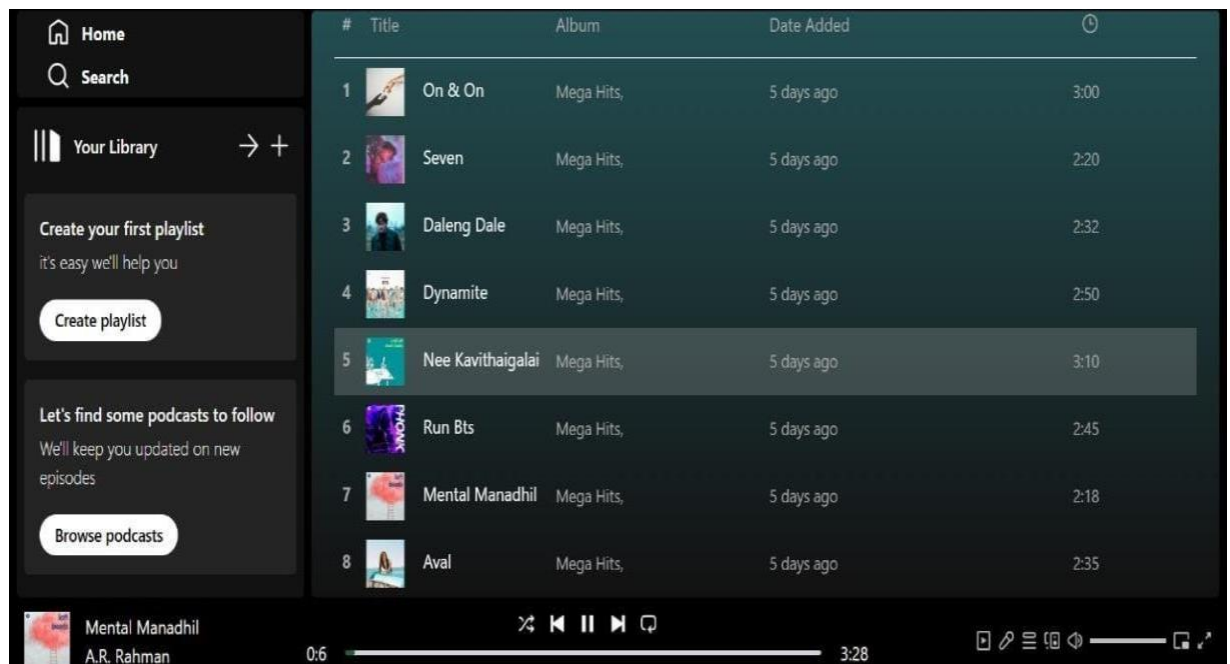 Home
Search
Your Library
Create your first playlist
it's easy we'll help you
Create playlist
Let's find some podcasts to follow
We'll keep you updated on new
episodes
Browse podcasts
# Title Album Date Added
1 On & On Mega Hits, 5 days ago 3:00
2 Seven Mega Hits, 5 days ago 2:20
3 Daleng Dale Mega Hits, 5 days ago 2:32
4 Dynamite Mega Hits, 5 days ago 2:50
5 Nee Kavithaigalai Mega Hits, 5 days ago 3:10
6 Run Bts Mega Hits, 5 days ago 2:45
PHONK
7 Mental Manadhil Mega Hits, 5 days ago 2:18
8 Aval Mega Hits, 5 days ago 2:35
Mental Manadhil
A.R. Rahman
0:6 3:28